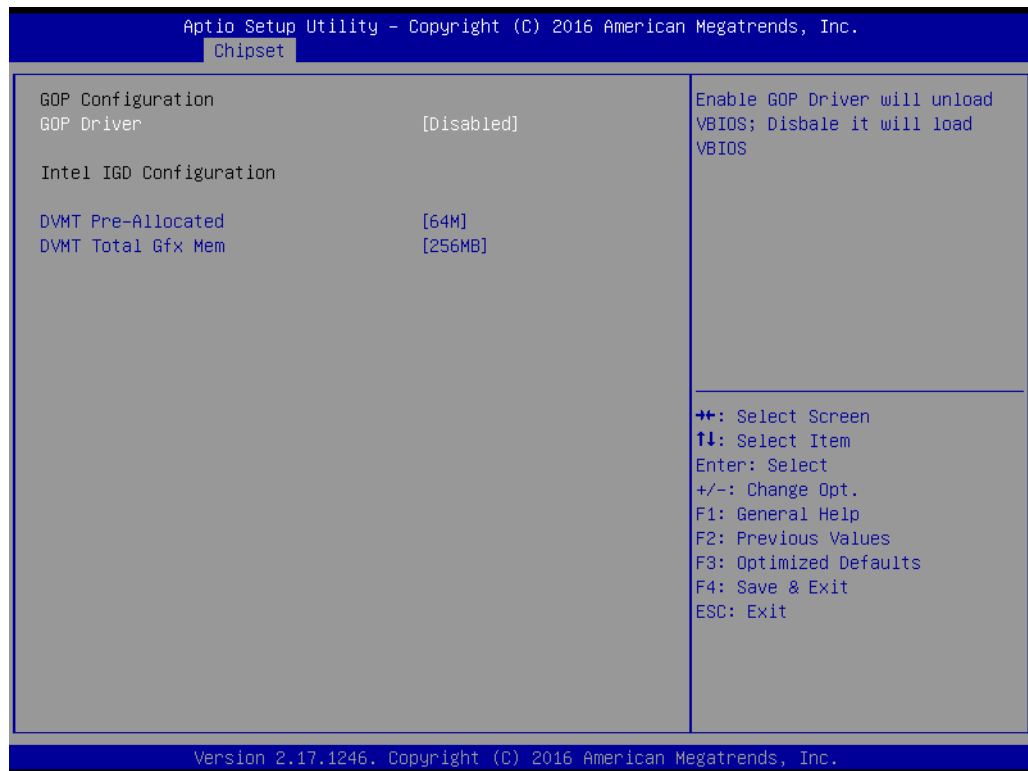 Aptio Setup Utility – Copyright (C) 2016 American Megatrends, Inc.
Chipset
GOP Configuration
GOP Driver [Disabled]
Intel IGD Configuration
DVMT Pre-Allocated [64M]
DVMT Total Gfx Mem [256MB]
Enable GOP Driver will unload
VBIOS; Disbale it will load
VBIOS
→←: Select Screen
↑↓: Select Item
Enter: Select
+/-: Change Opt.
F1: General Help
F2: Previous Values
F3: Optimized Defaults
F4: Save & Exit
ESC: Exit
Version 2.17.1246. Copyright (C) 2016 American Megatrends, Inc.